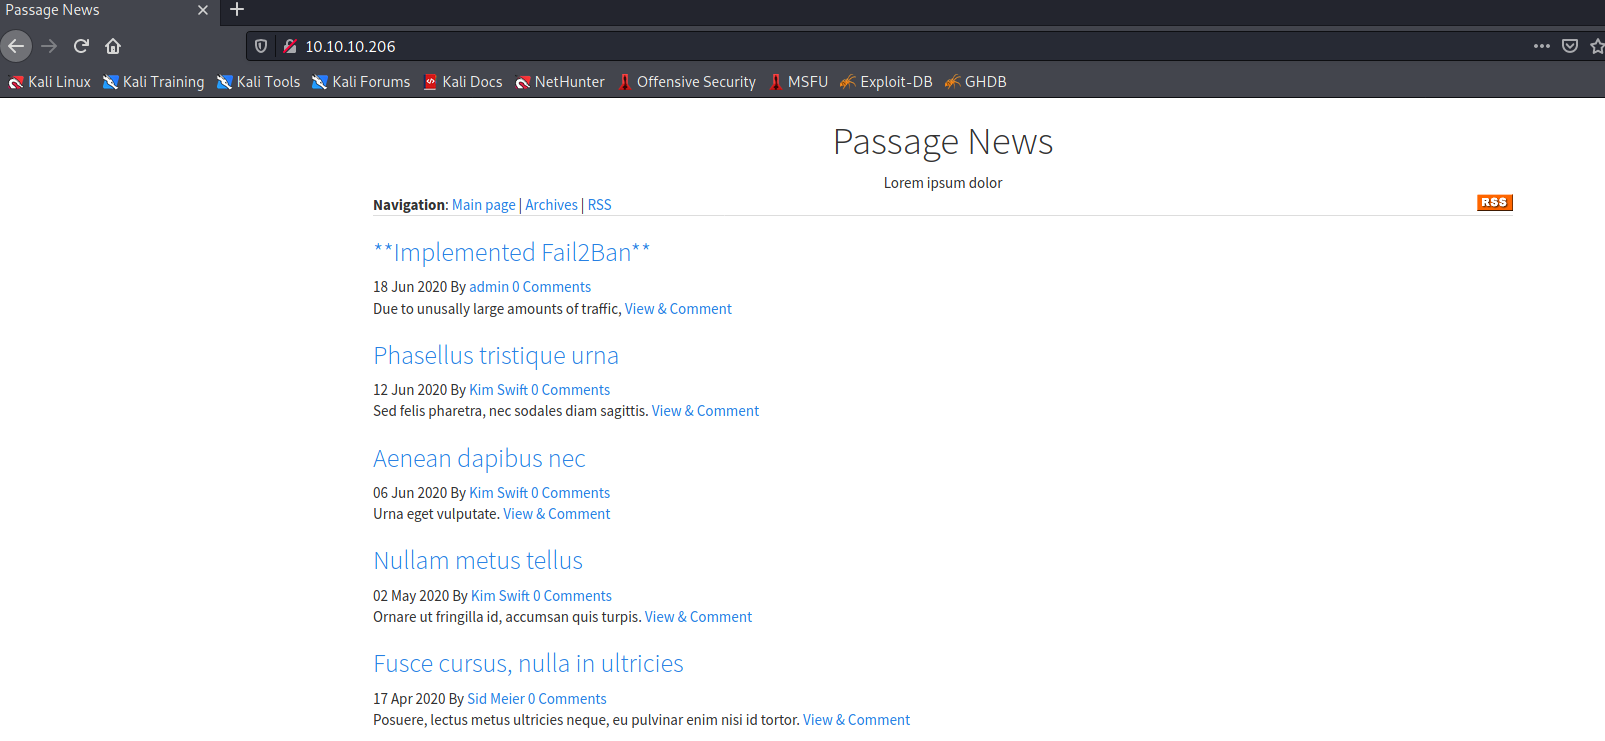 Passage News
10.10.10.206
Kali Linux Kali Training Kali Tools Kali Forums Kali Docs NetHunter Offensive Security MSFU Exploit-DB GHDB
Passage News
Lorem ipsum dolor
Navigation: Main page | Archives | RSS RSS
**Implemented Fail2Ban**
18 Jun 2020 By admin 0 Comments
Due to unusally large amounts of traffic, View & Comment
Phasellus tristique urna
12 Jun 2020 By Kim Swift 0 Comments
Sed felis pharetra, nec sodales diam sagittis. View & Comment
Aenean dapibus nec
06 Jun 2020 By Kim Swift 0 Comments
Urna eget vulputate. View & Comment
Nullam metus tellus
02 May 2020 By Kim Swift 0 Comments
Ornare ut fringilla id, accumsan quis turpis. View & Comment
Fusce cursus, nulla in ultricies
17 Apr 2020 By Sid Meier 0 Comments
Posuere, lectus metus ultricies neque, eu pulvinar enim nisi id tortor. View & Comment